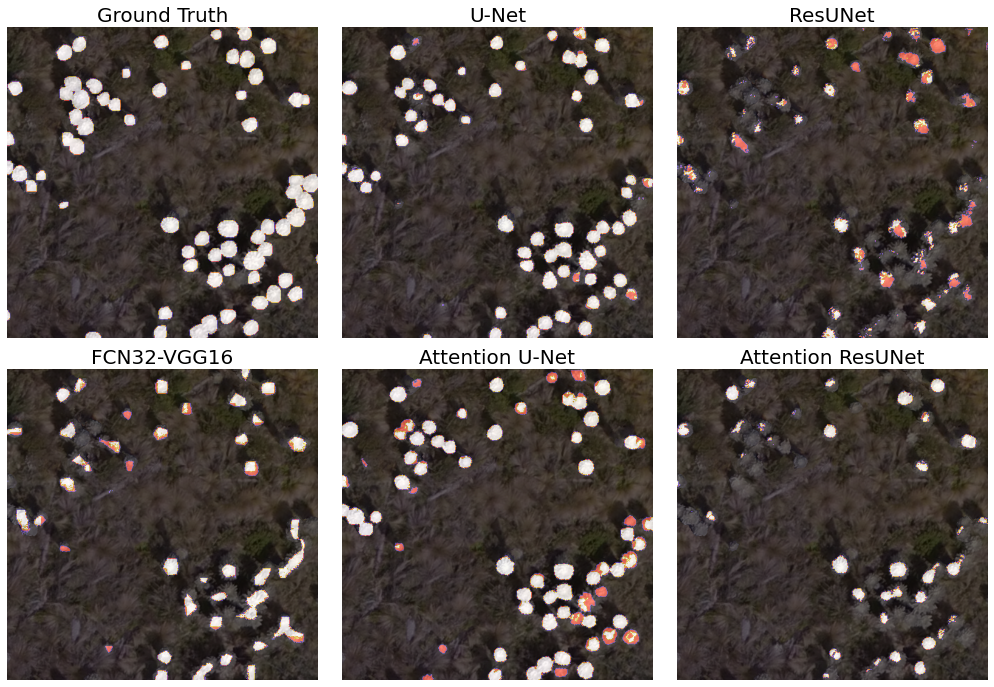 Ground Truth
U-Net
ResUNet
FCN32-VGG16
Attention U-Net
Attention ResUNet